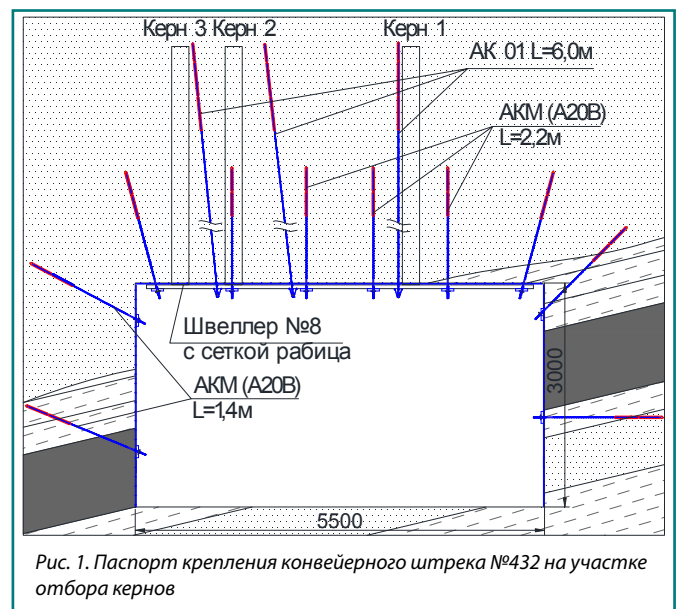 Керн 3 Керн 2 Керн 1
АК 01 L=6,0м
АКМ (А20В)
L=2,2м
Швеллер №8
с сеткой рабица
АКМ (А20В)
L=1,4м
3000
5500
Рис. 1. Паспорт крепления конвейерного штрека №432 на участке
отбора кернов